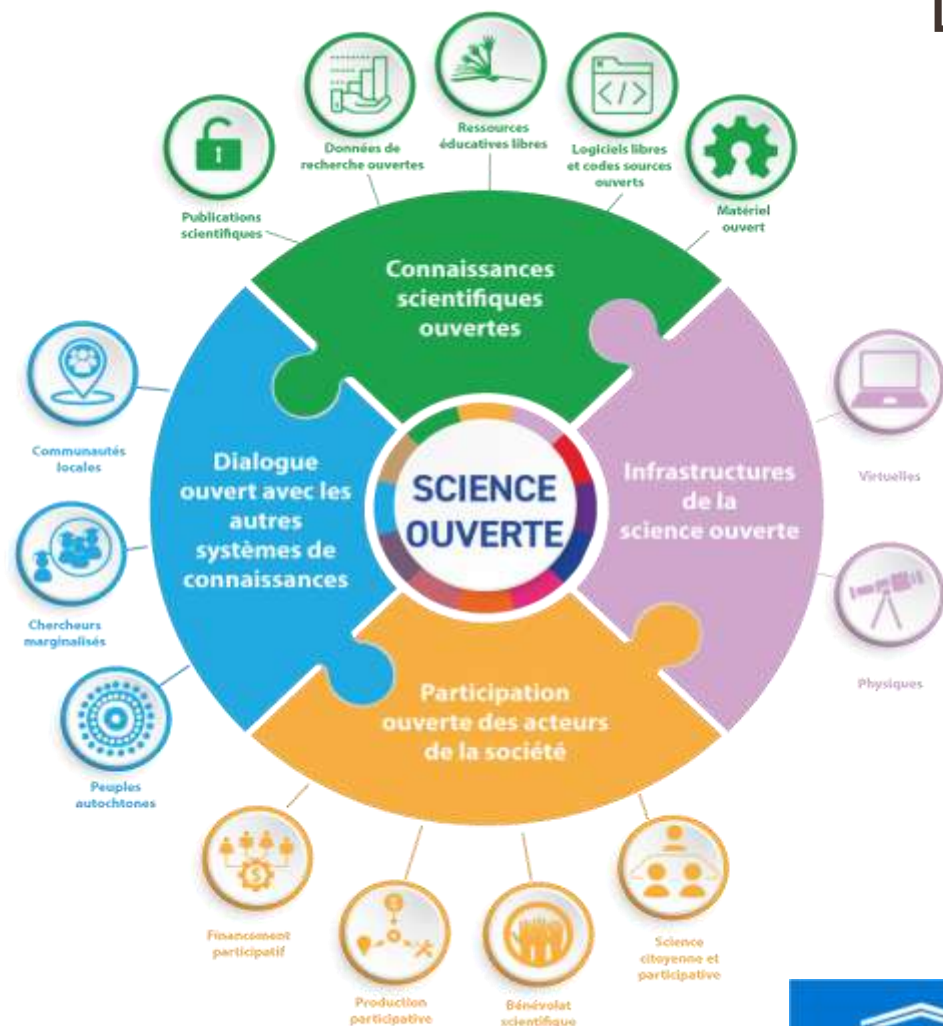 Ressources
éducatives libres
Données de
recherche ouvertes
Logiciels libres
et codes sources
ouverts
Publications
scientifiques
Matériel
ouvert
Connaissances
scientifiques
ouvertes
Communautés
locales
Chercheurs
marginalisés
Peuples
autochtones
Dialogue
ouvert avec les
autres
systèmes de
connaissances
SCIENCE
OUVERTE
Infrastructures
de la
science ouverte
Virtuelles
Physiques
Participation
ouverte des acteurs
de la société
Financement
participatif
Production
participative
Bénévolat
scientifique
Science
citoyenne et
participative